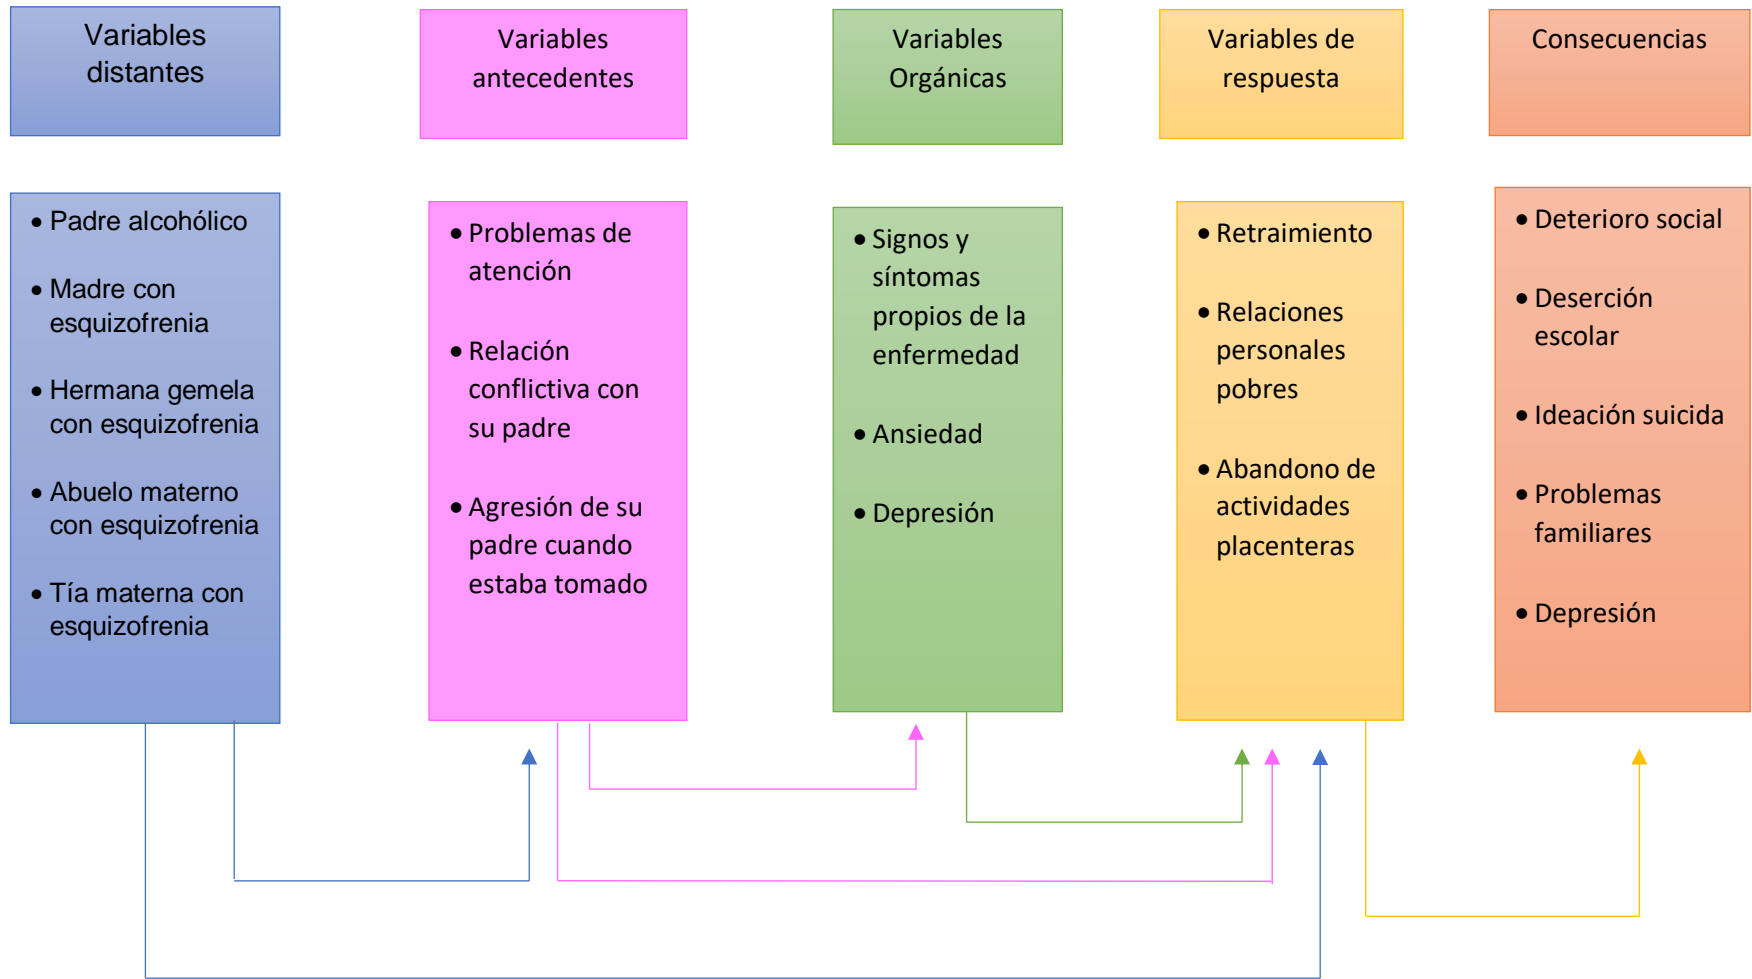 Variables
distantes
Variables
antecedentes
Variables
Orgánicas
Variables de
respuesta
Consecuencias
• Padre alcohólico
• Madre con
esquizofrenia
• Hermana gemela
con esquizofrenia
• Abuelo materno
con esquizofrenia
• Tía materna con
esquizofrenia
• Problemas de
atención
• Relación
conflictiva con
su padre
• Agresión de su
padre cuando
estaba tomado
• Signos y
síntomas
propios de la
enfermedad
• Ansiedad
• Depresión
• Retraimiento
• Relaciones
personales
pobres
• Abandono de
actividades
placenteras
• Deterioro social
• Deserción
escolar
• Ideación suicida
• Problemas
familiares
• Depresión